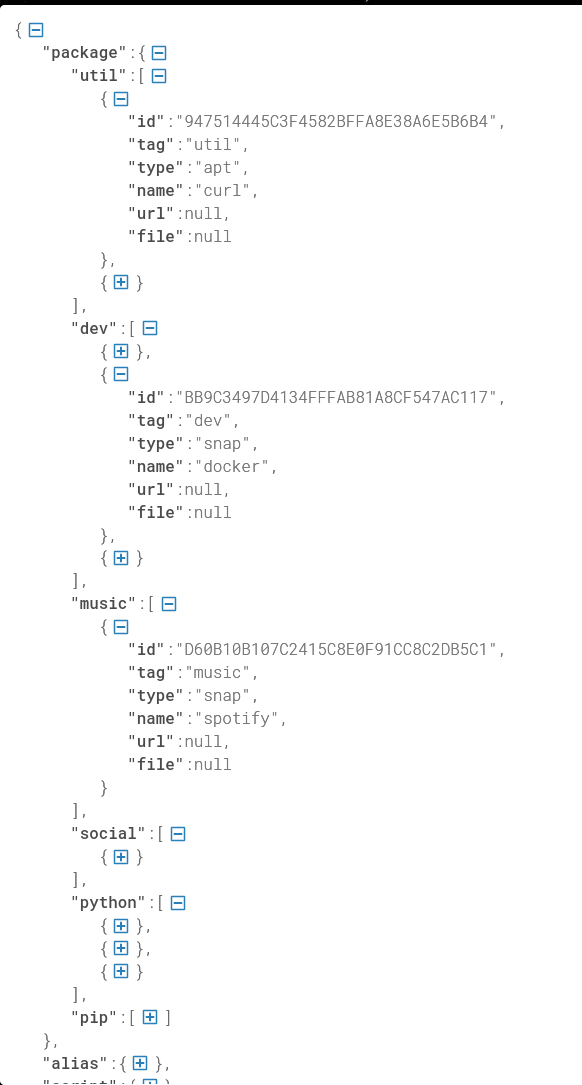 {
"package":{
"util":[
{
"id":"947514445C3F4582BFFA8E38A6E5B6B4",
"tag":"util",
"type":"apt",
"name":"curl",
"url":null,
"file":null
},
{ }
],
"dev":[
{ },
{
"id":"BB9C3497D4134FFFAB81A8CF547AC117",
"tag":"dev",
"type":"snap",
"name":"docker",
"url":null,
"file":null
},
{ }
],
"music":[
{
"id":"D60B10B107C2415C8E0F91CC8C2DB5C1",
"tag":"music",
"type":"snap",
"name":"spotify",
"url":null,
"file":null
}
],
"social":[
{ }
],
"python":[
{ },
{ },
{ }
],
"pip":[ ]
},
"alias":{ },